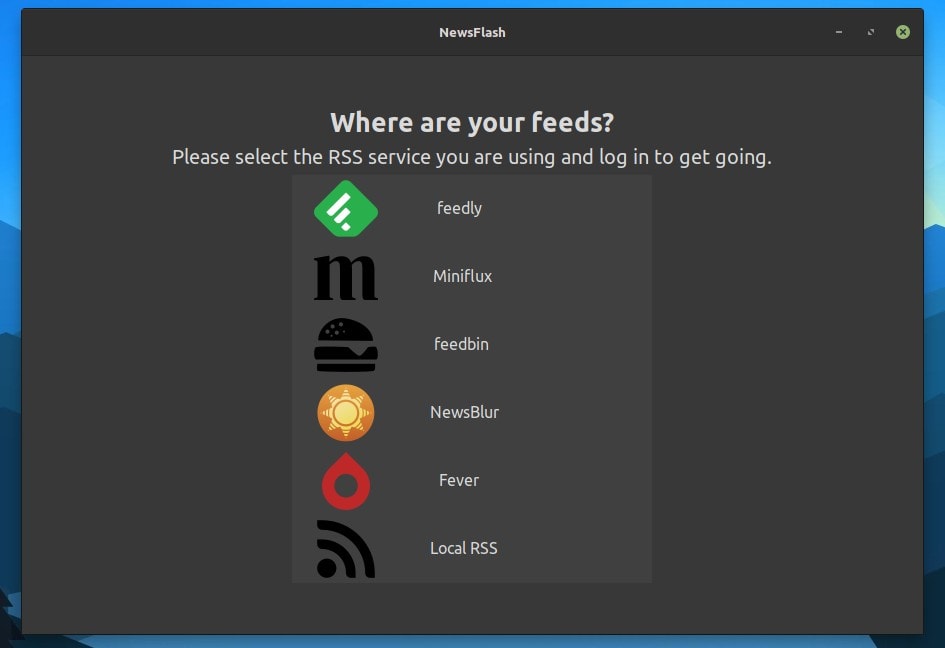 NewsFlash
Where are your feeds?
Please select the RSS service you are using and log in to get going.
feedly
m
Miniflux
feedbin
NewsBlur
Fever
Local RSS